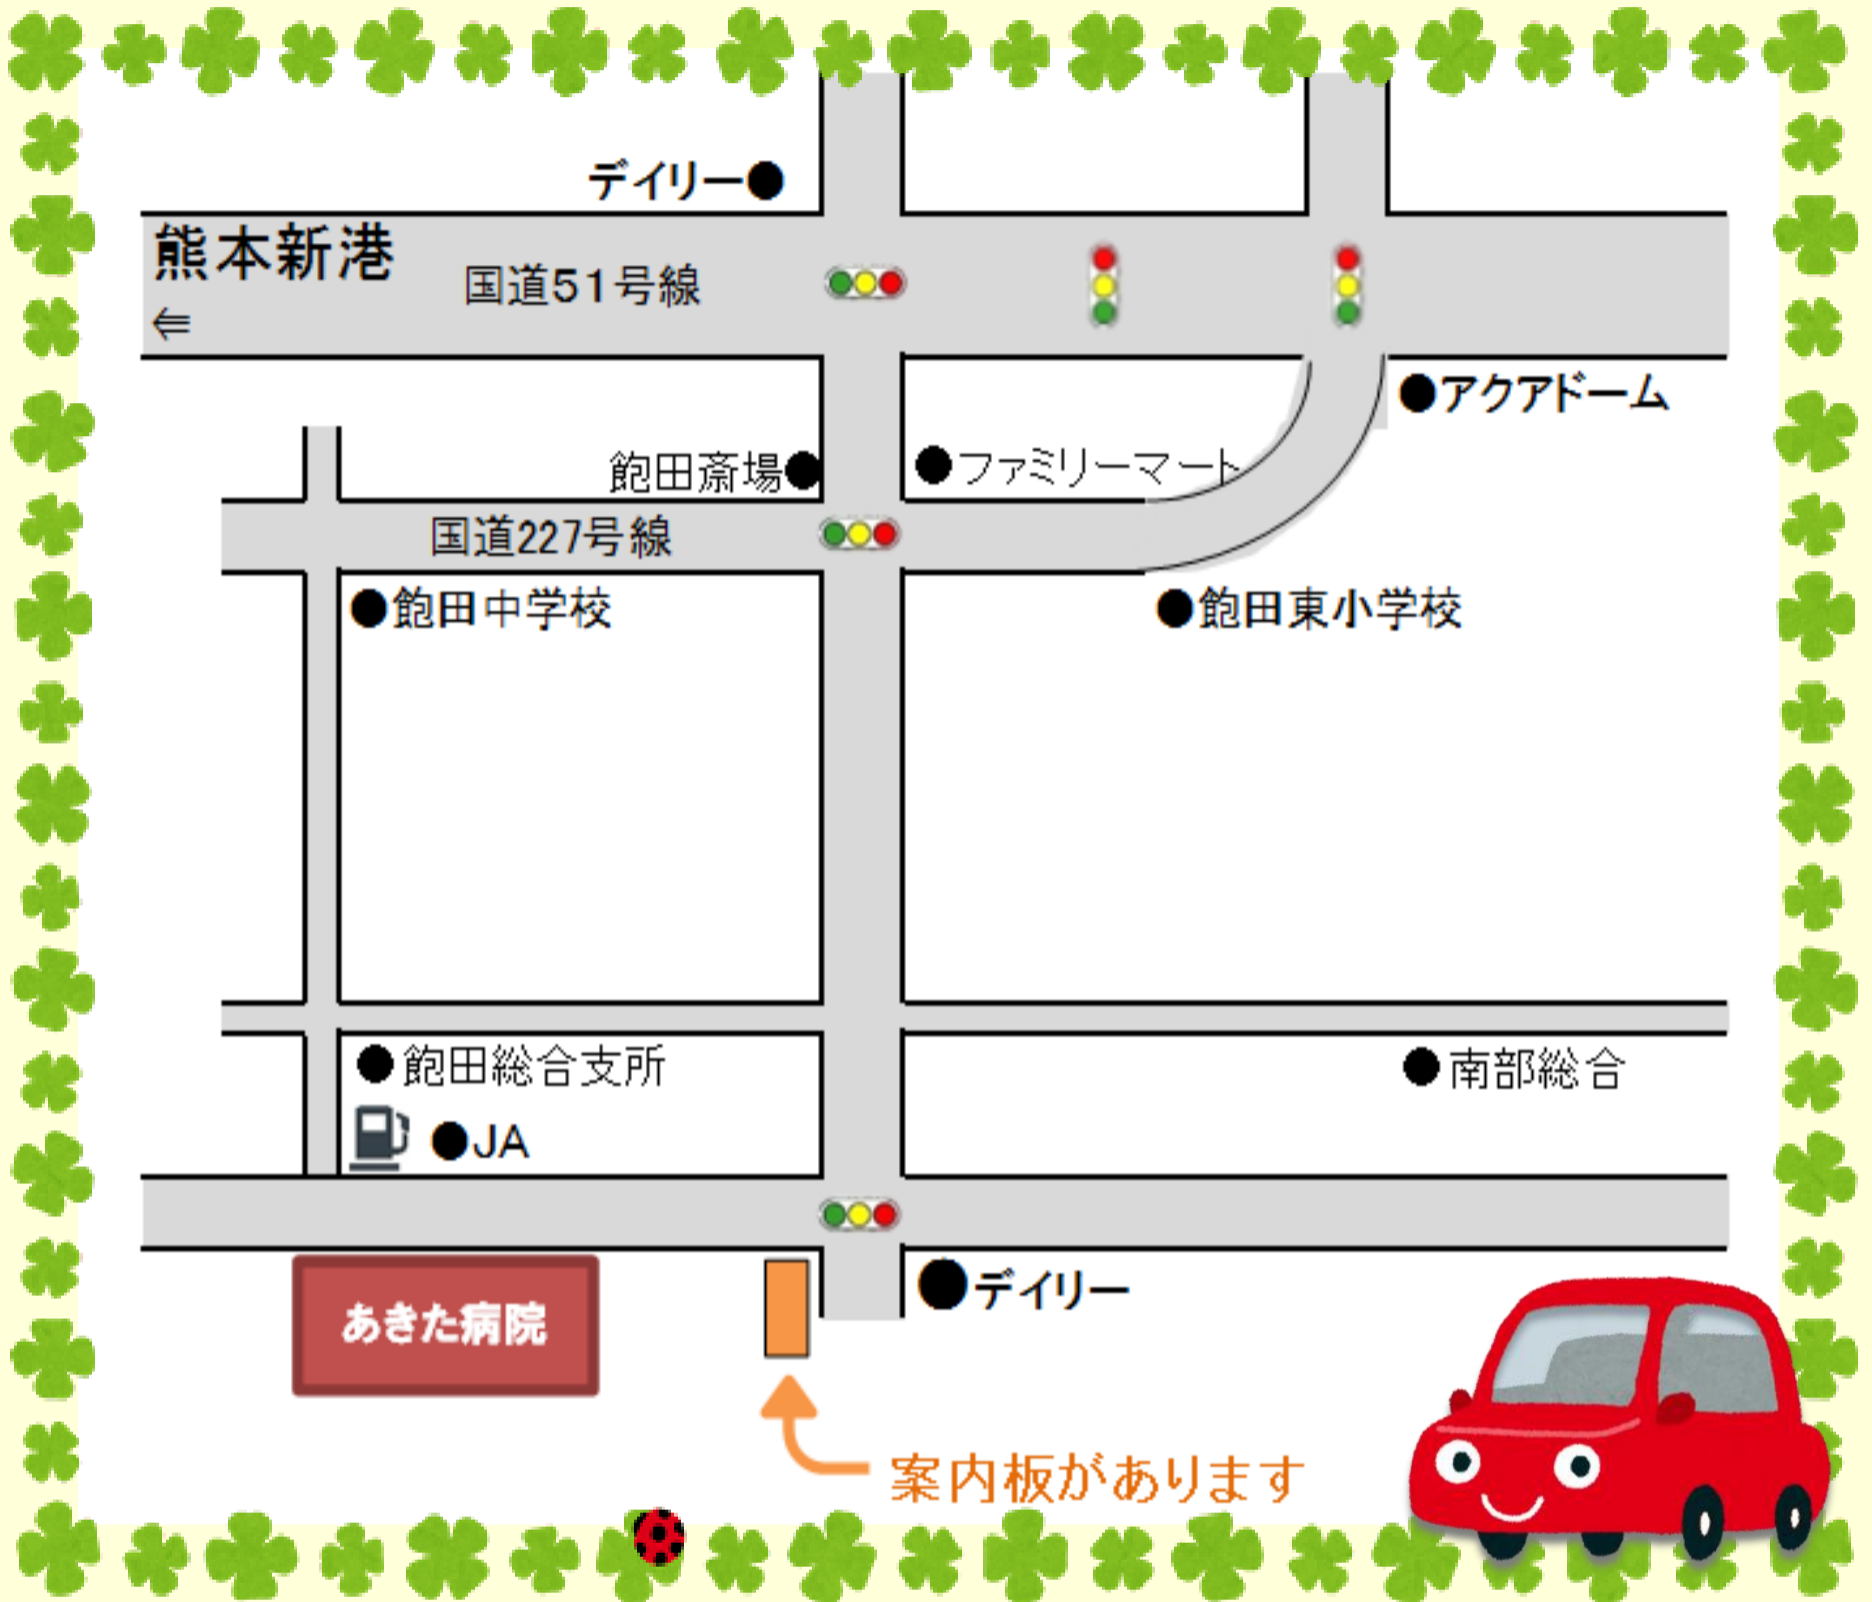 デイリー●
熊本新港
⇐
国道51号線
●アクアドーム
飽田斎場●
●ファミリーマート
国道227号線
●飽田中学校
●飽田東小学校
●飽田総合支所
●南部総合
●JA
●デイリー
あきた病院
案内板があります